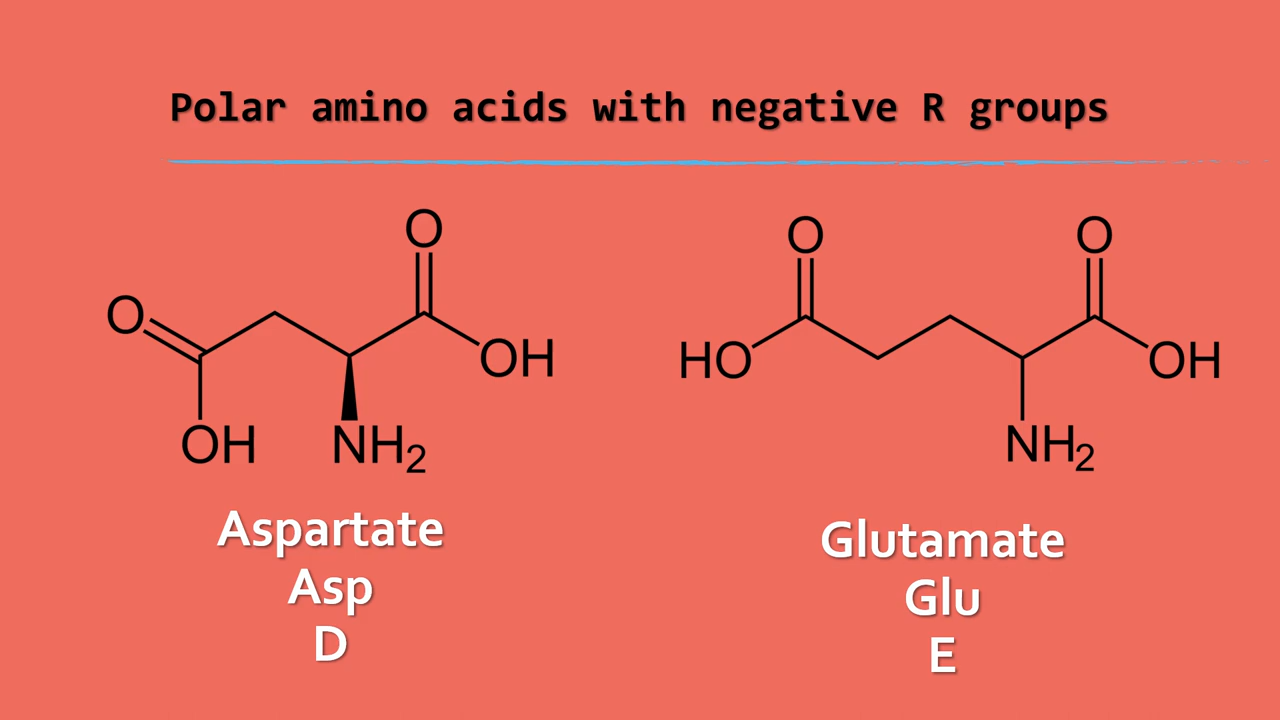 Polar amino acids with negative R groups
O
O
OH
OH
NH2
Aspartate
Asp
D
O
O
HO
OH
NH2
Glutamate
Glu
E